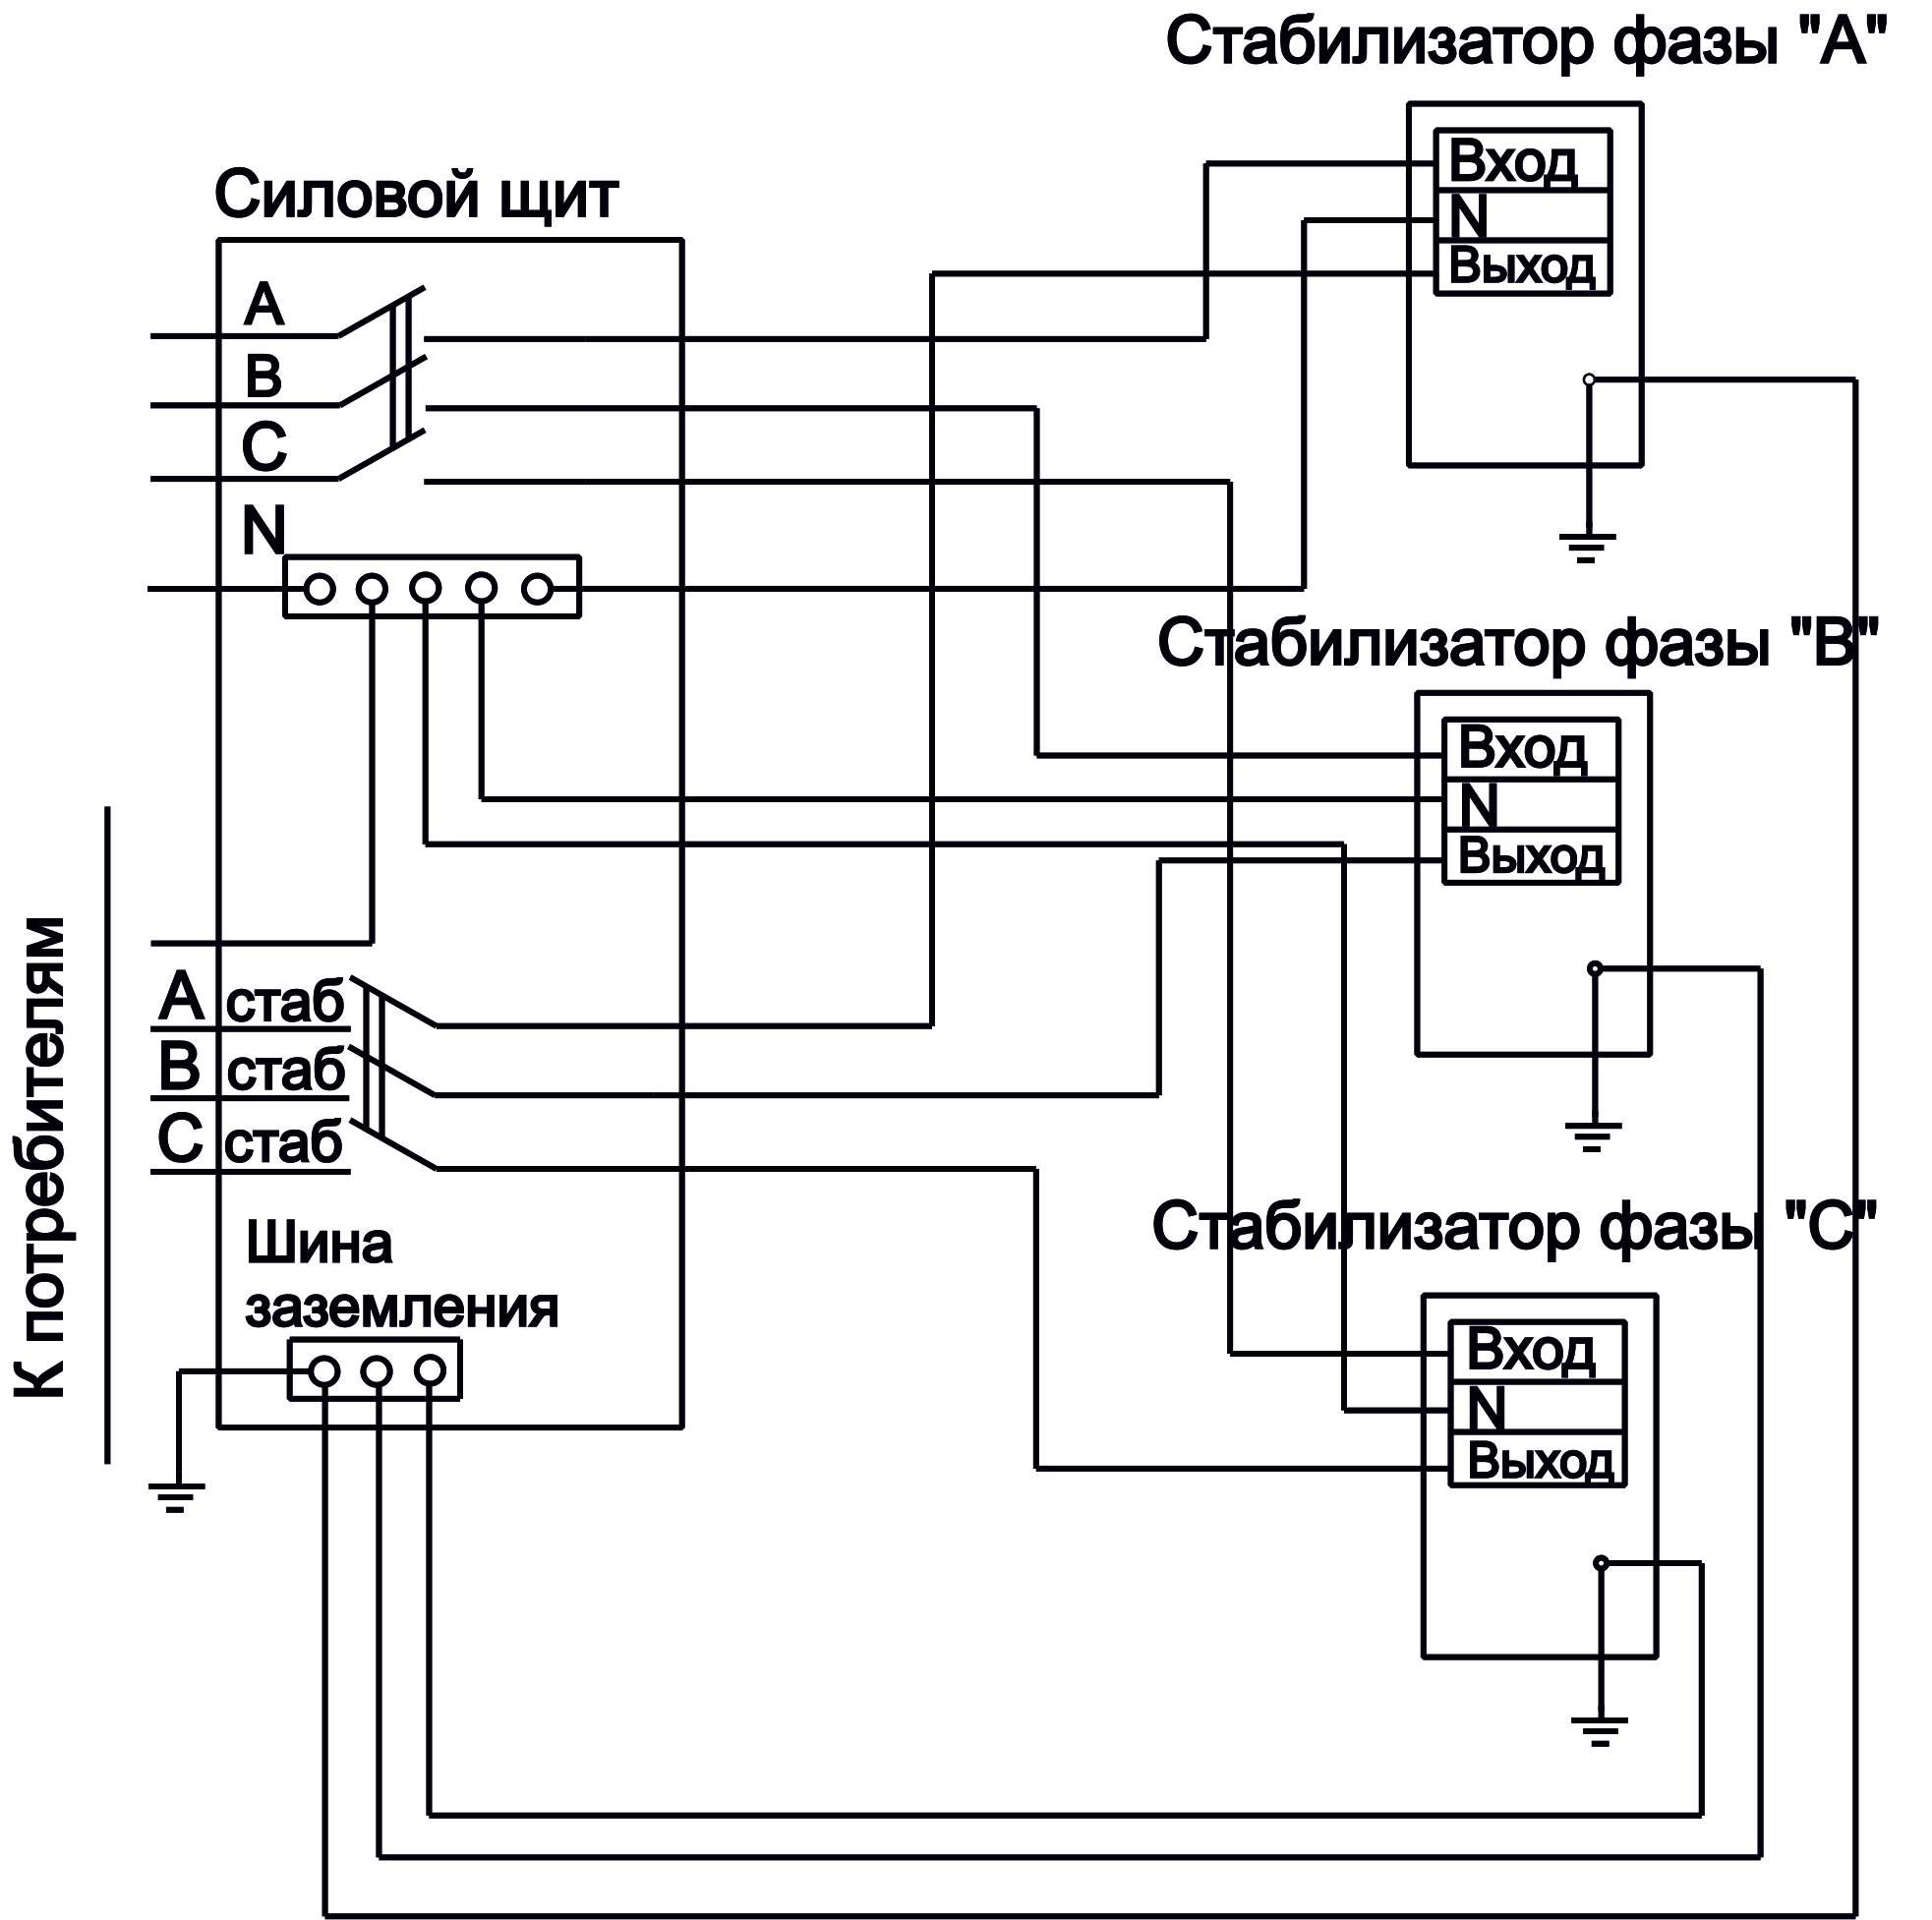 Стабилизатор фазы "А"
Вход
N
Выход
Силовой щит
А
В
С
N
Стабилизатор фазы "В"
Вход
N
Выход
К потребителям
А стаб
В стаб
С стаб
Шина
заземления
Стабилизатор фазы "С"
Вход
N
Выход